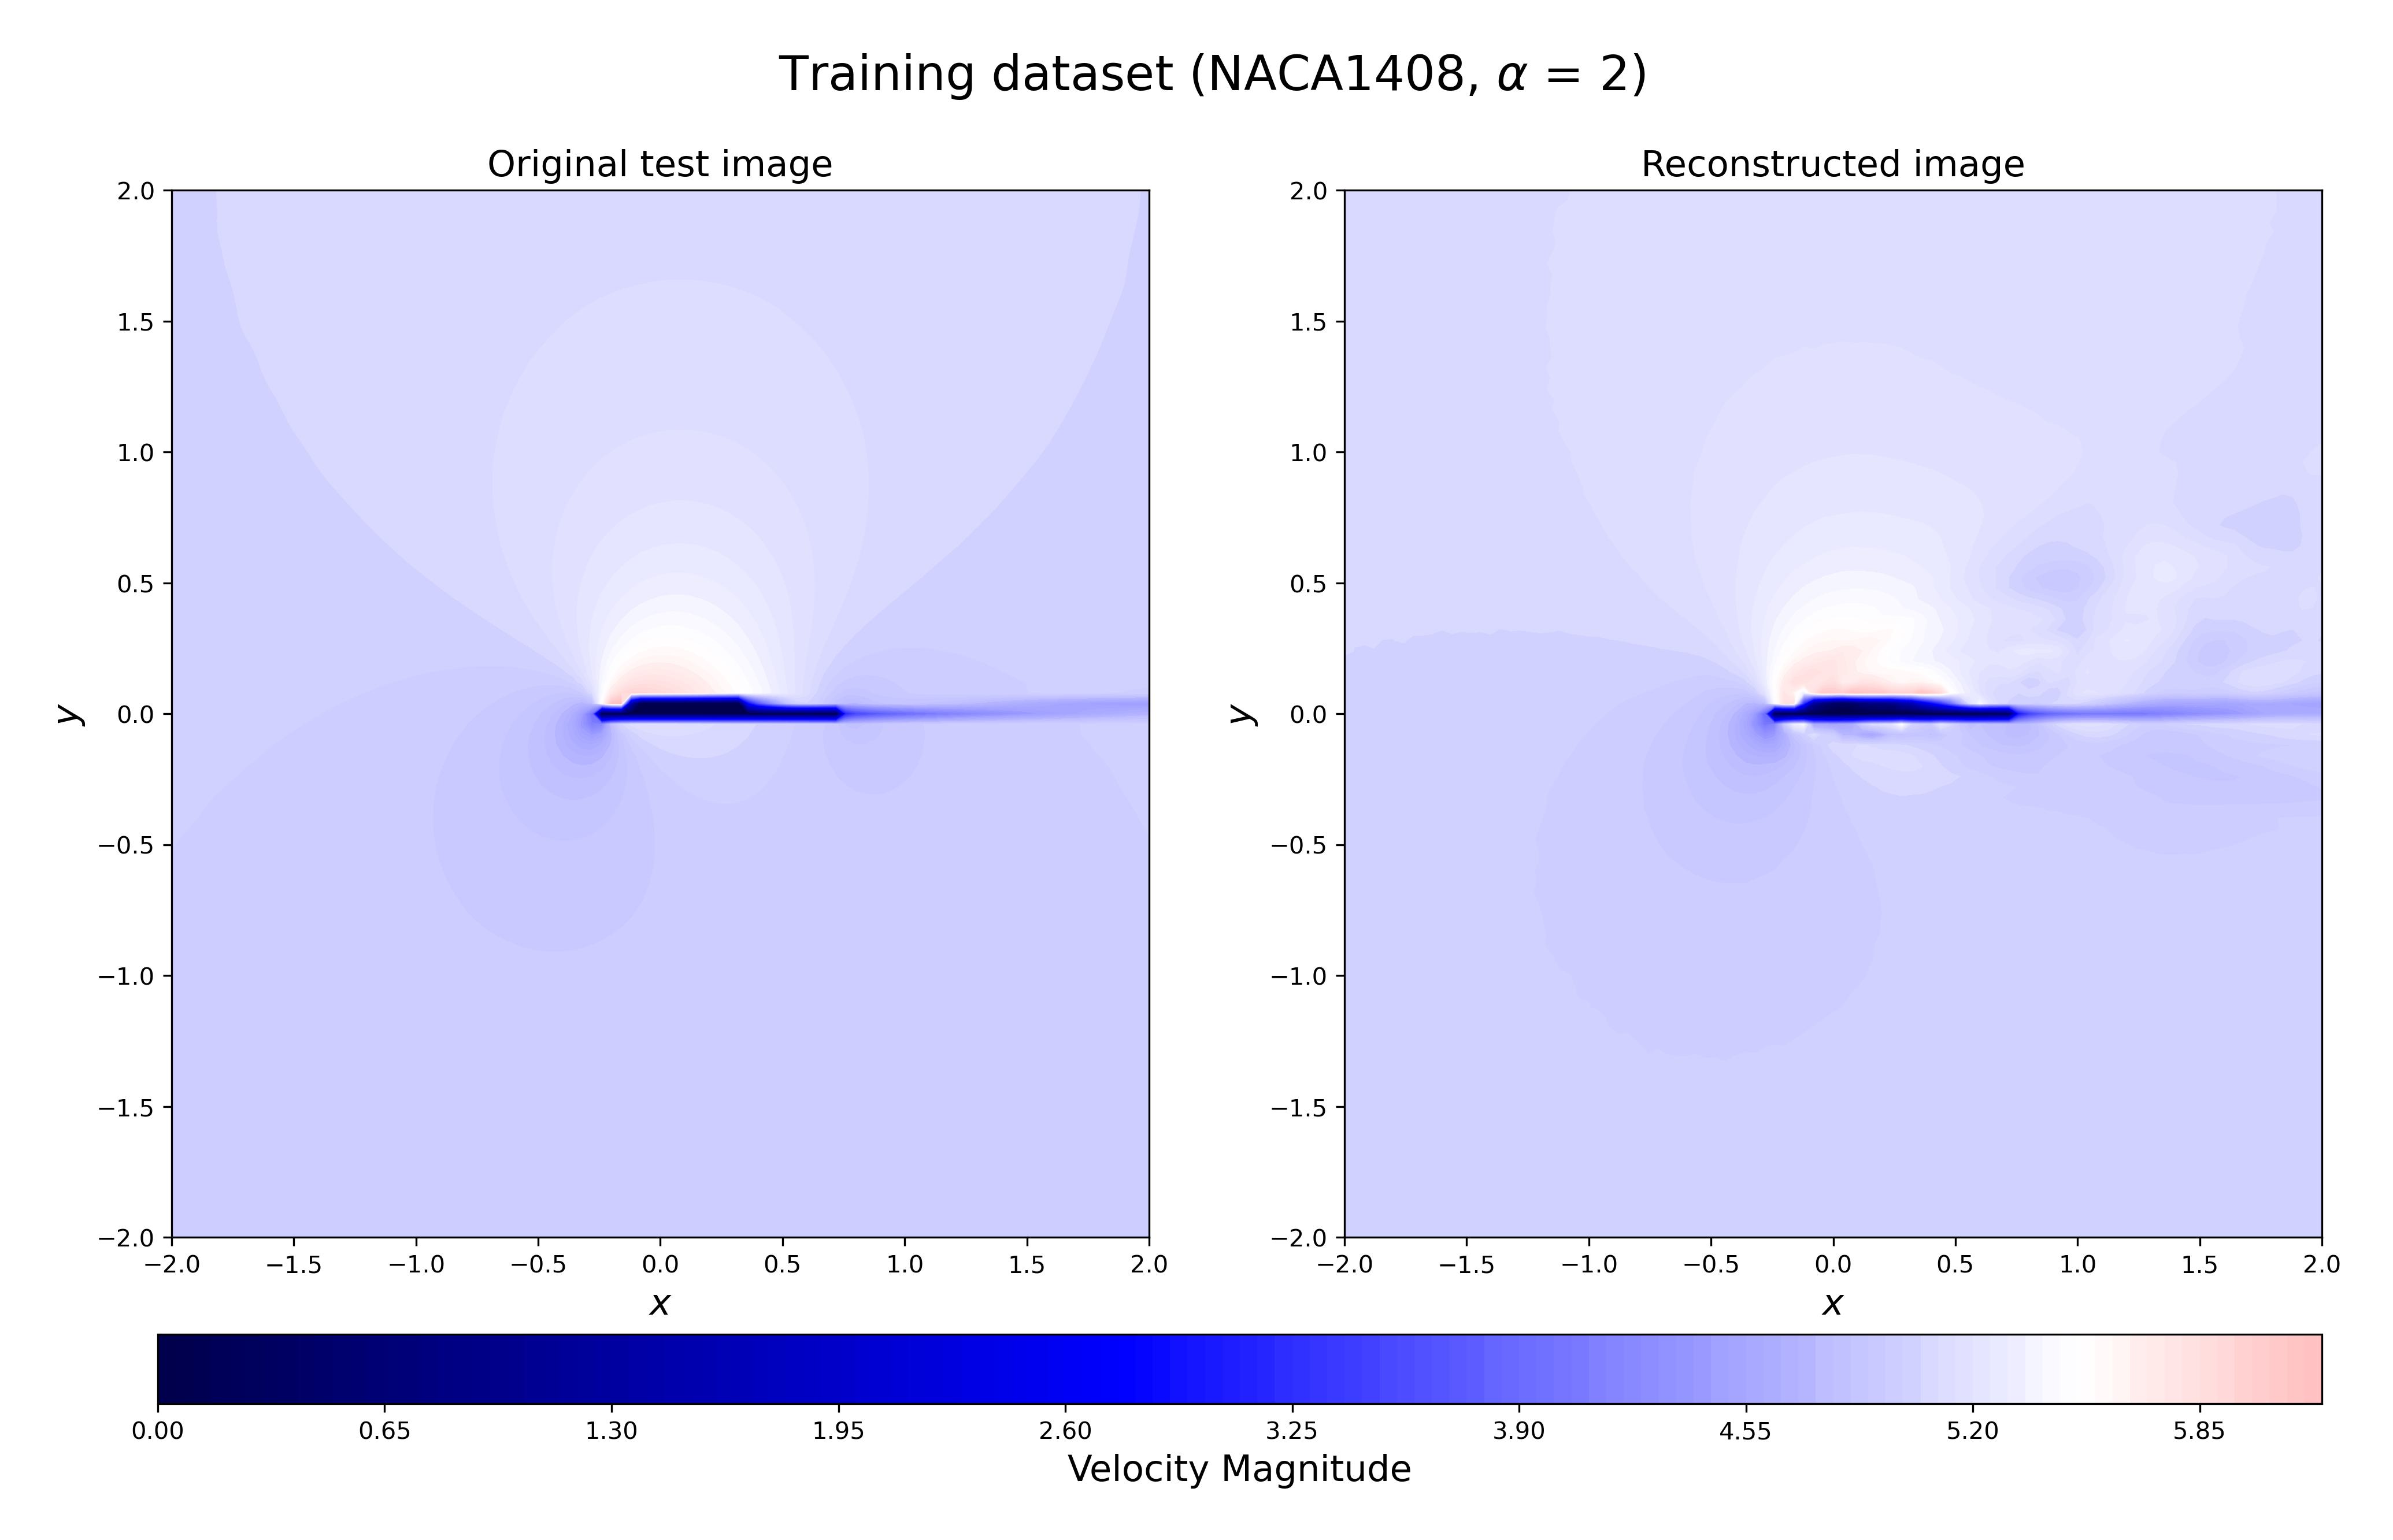 Training dataset (NACA1408, α = 2)
Original test image
Reconstructed image
2.0
1.5
1.0
0.5
0.0
−0.5
−1.0
−1.5
−2.0
y
−2.0 −1.5 −1.0 −0.5 0.0 0.5 1.0 1.5 2.0
x
2.0
1.5
1.0
0.5
0.0
−0.5
−1.0
−1.5
−2.0
y
−2.0 −1.5 −1.0 −0.5 0.0 0.5 1.0 1.5 2.0
x
0.00 0.65 1.30 1.95 2.60 3.25 3.90 4.55 5.20 5.85
Velocity Magnitude